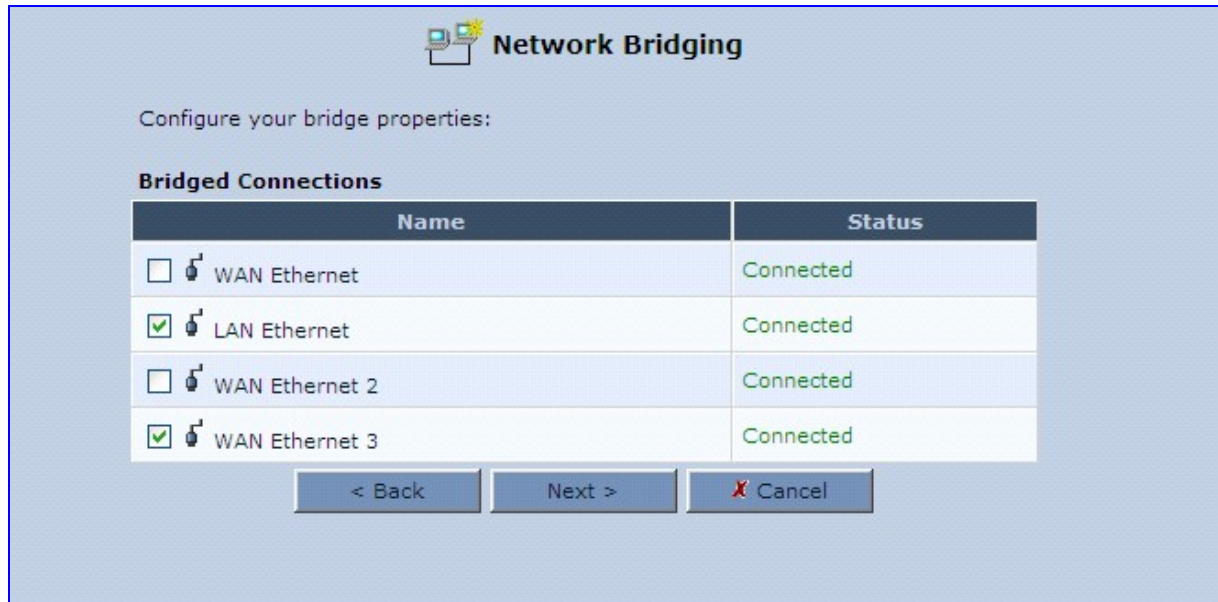 Network Bridging
Configure your bridge properties:
Bridged Connections
Name Status
WAN Ethernet Connected
LAN Ethernet Connected
WAN Ethernet 2 Connected
WAN Ethernet 3 Connected
< Back Next > Cancel